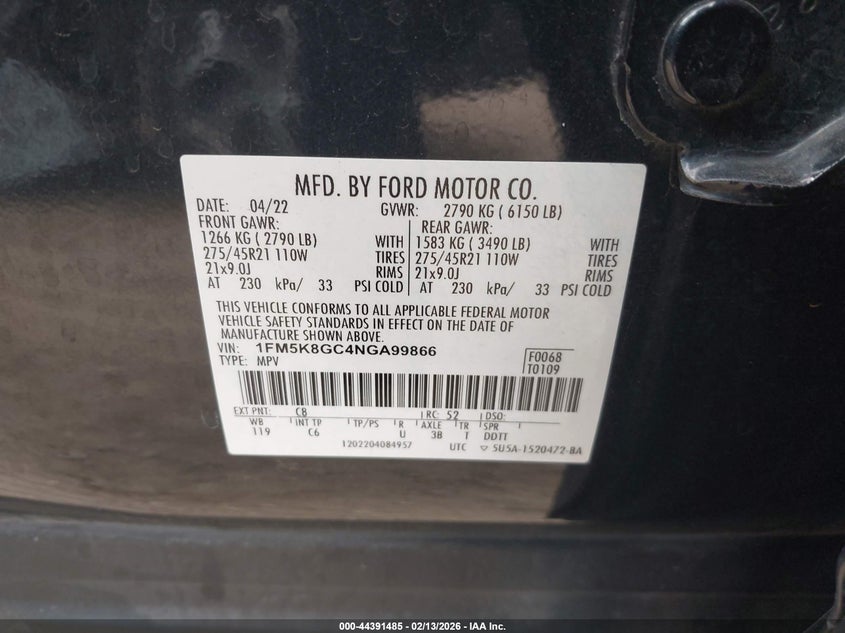 MFD. BY FORD MOTOR CO.
DATE: 04/22 GVWR: 2790 KG ( 6150 LB)
FRONT GAWR: REAR GAWR:
1266 KG ( 2790 LB) WITH 1583 KG ( 3490 LB) WITH
275/45R21 110W TIRES 275/45R21 110W TIRES
21x9.0J RIMS 21x9.0J RIMS
AT 230 kPa/ 33 PSI COLD AT 230 kPa/ 33 PSI COLD
THIS VEHICLE CONFORMS TO ALL APPLICABLE FEDERAL MOTOR
VEHICLE SAFETY STANDARDS IN EFFECT ON THE DATE OF
MANUFACTURE SHOWN ABOVE.
VIN: 1FM5K8GC4NGA99866 F0068
TYPE: MPV T0109
EXT PNT: CB RC: 52 DSO:
WB INT TP TP/PS R AXLE TR SPR
119 C6 U 3B T DDTT
1202204084957 UTC 5U5A-1520472-BA
000-44391485 - 02/13/2026 - IAA Inc.